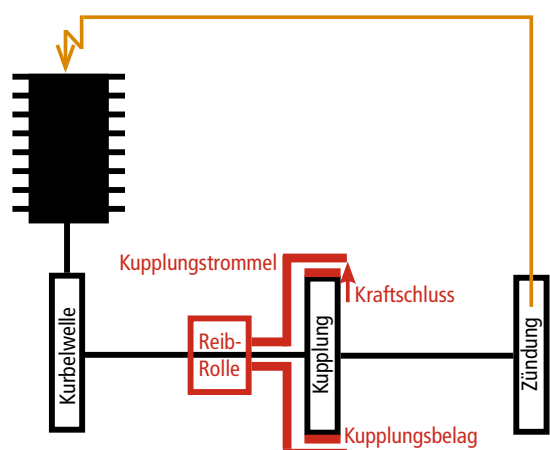 Kupplungstrommel
Kraftschluss
Kurbelwelle
Reib-
Rolle
Kupplung
Zündung
Kupplungsbelag